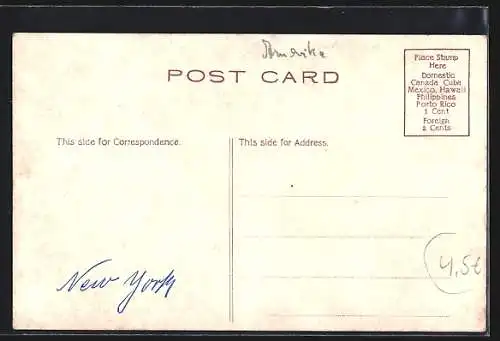 Amerika
POST CARD
Place Stamp
Here
Domestic
Canada Cuba
Mexico, Hawaii
Philippines
Porto Rico
1 Cent
Foreign
2 Cents
This side for Correspondence.
This side for Address.
New York
4,5€